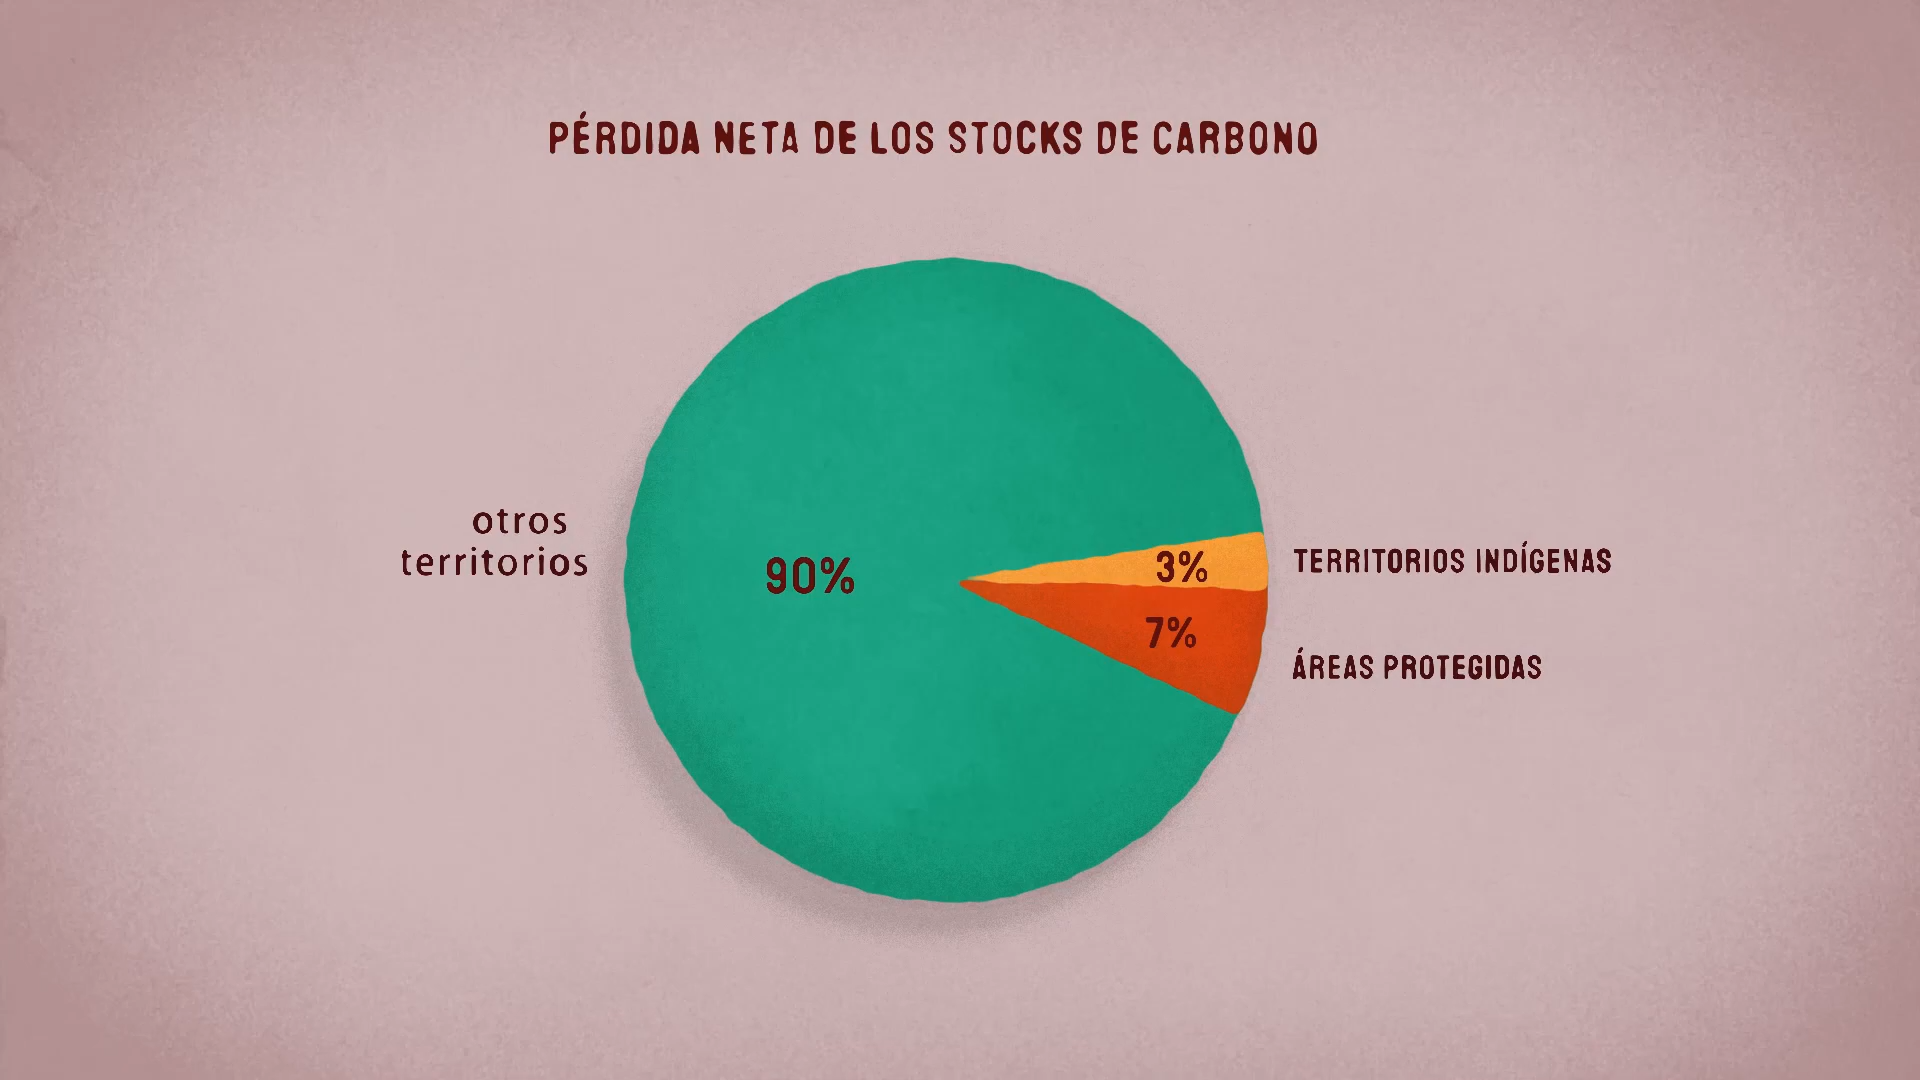 PÉRDIDA NETA DE LOS STOCKS DE CARBONO
otros
territorios
90%
3%
TERRITORIOS INDÍGENAS
7%
ÁREAS PROTEGIDAS